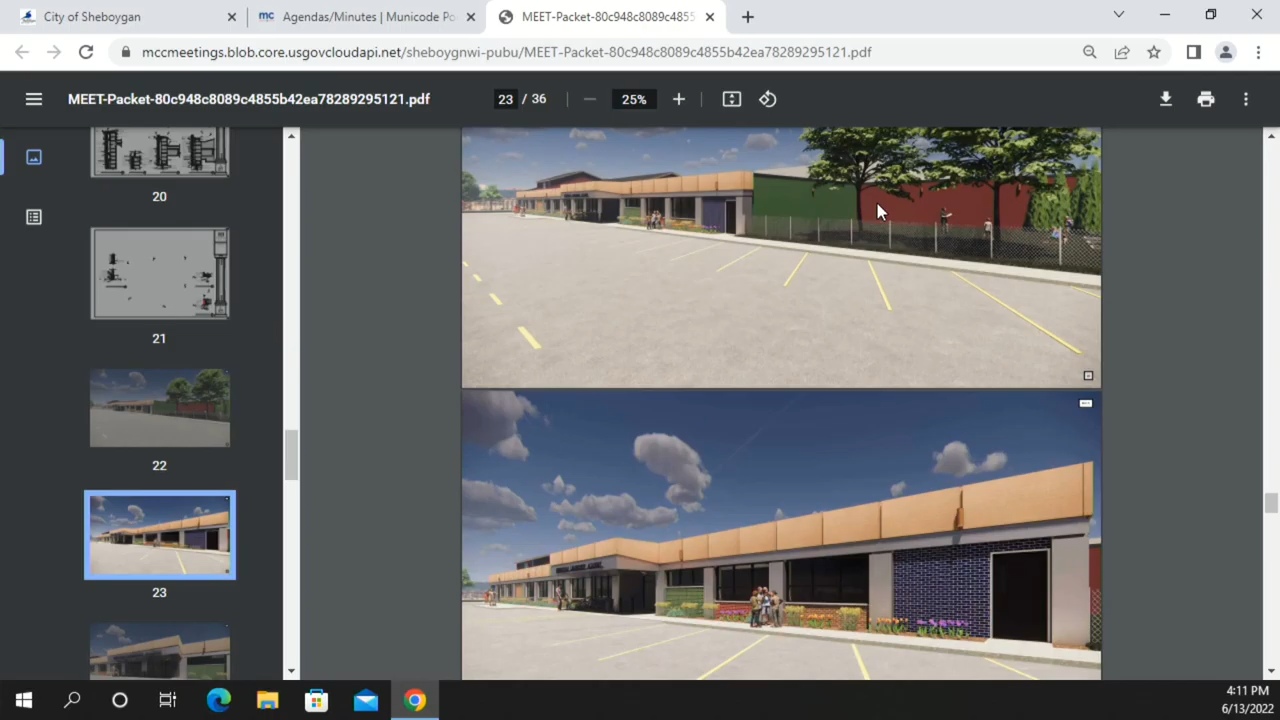 City of Sheboygan
mc Agendas/Minutes | Municode Po
MEET-Packet-80c948c8089c4855
mccmeetings.blob.core.usgovcloudapi.net/sheboygnwi-pubu/MEET-Packet-80c948c8089c4855b42ea78289295121.pdf
MEET-Packet-80c948c8089c4855b42ea78289295121.pdf
23 / 36
25%
20
21
22
23
4:11 PM
6/13/2022